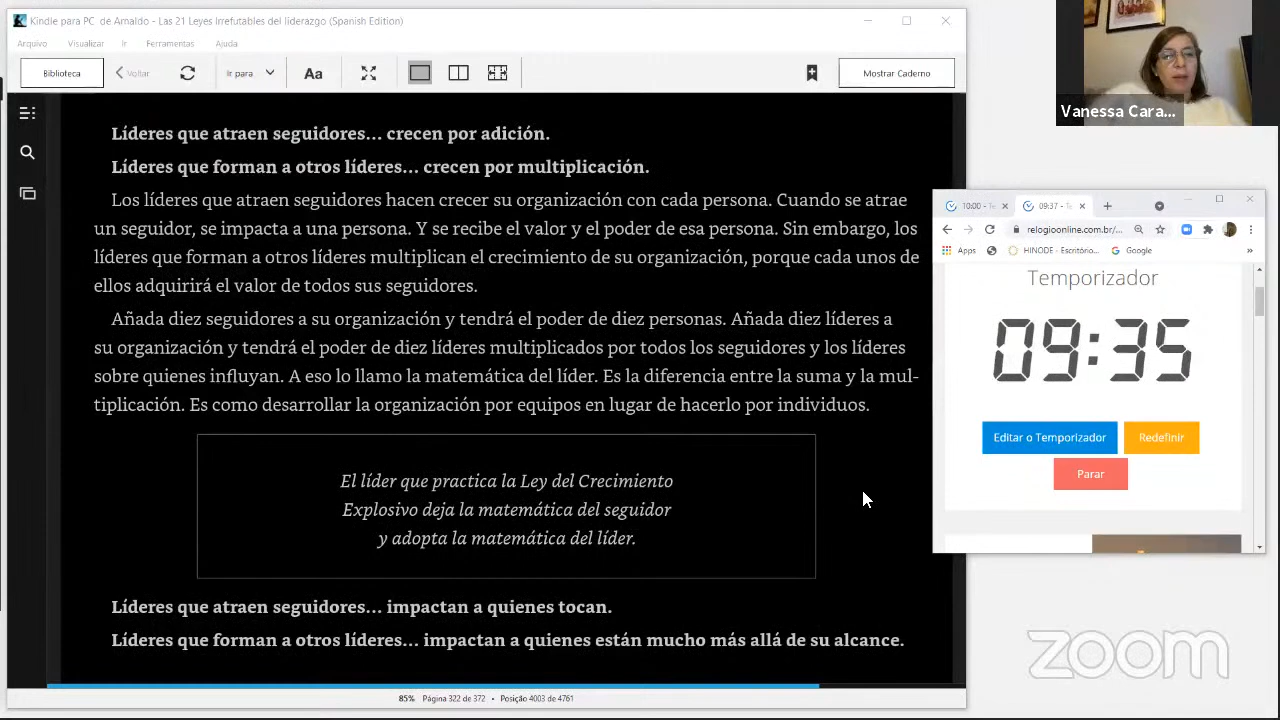 Kindle para PC de Arnaldo - Las 21 Leyes Irrefutables del liderazgo (Spanish Edition)
Arquivo Visualizar Ir Ferramentas Ajuda
Biblioteca Voltar Ir para Aa Mostrar Caderno
Líderes que atraen seguidores... crecen por adición.
Líderes que forman a otros líderes... crecen por multiplicación.
Los líderes que atraen seguidores hacen crecer su organización con cada persona. Cuando se atrae
un seguidor, se impacta a una persona. Y se recibe el valor y el poder de esa persona. Sin embargo, los
líderes que forman a otros líderes multiplican el crecimiento de su organización, porque cada unos de
ellos adquirirá el valor de todos sus seguidores.
Añada diez seguidores a su organización y tendrá el poder de diez personas. Añada diez líderes a
su organización y tendrá el poder de diez líderes multiplicados por todos los seguidores y los líderes
sobre quienes influyan. A eso lo llamo la matemática del líder. Es la diferencia entre la suma y la mul-
tiplicación. Es como desarrollar la organización por equipos en lugar de hacerlo por individuos.
El líder que practica la Ley del Crecimiento
Explosivo deja la matemática del seguidor
y adopta la matemática del líder.
Líderes que atraen seguidores... impactan a quienes tocan.
Líderes que forman a otros líderes... impactan a quienes están mucho más allá de su alcance.
85% Página 322 de 372 • Posição 4003 de 4761
Vanessa Cara...
10:00 - Te 09:37 - Te
relogioonline.com.br/...
Apps HINODE - Escritório... Google »
Temporizador
09:35
Editar o Temporizador Redefinir
Parar
zoom